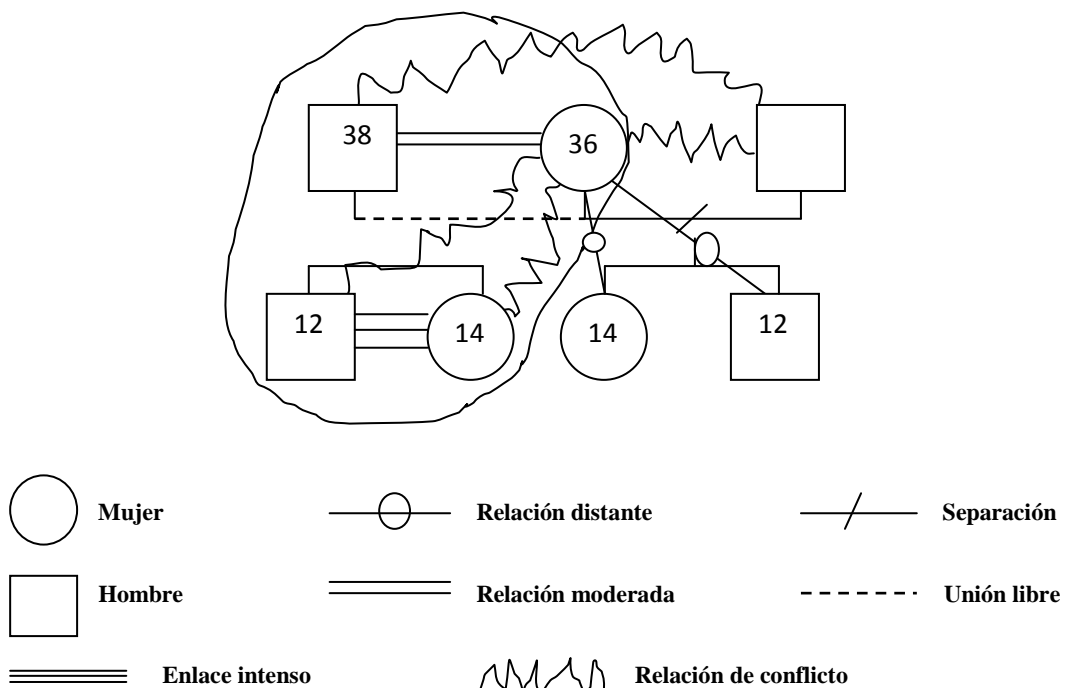 38 36
12 14 14 12
Mujer Relación distante Separación
Hombre Relación moderada Unión libre
Enlace intenso Relación de conflicto